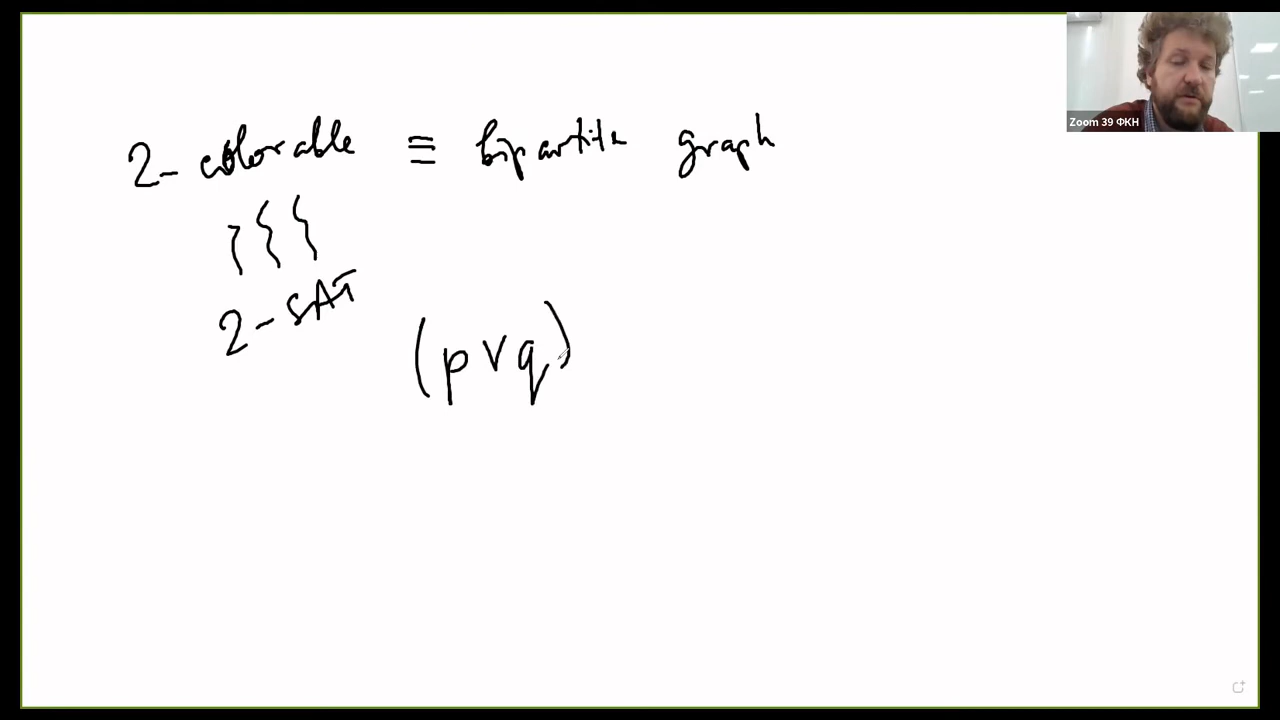 2-colorable ≡ bipartite graph
2-SAT
(p ∨ q)
Zoom 39 ФКН